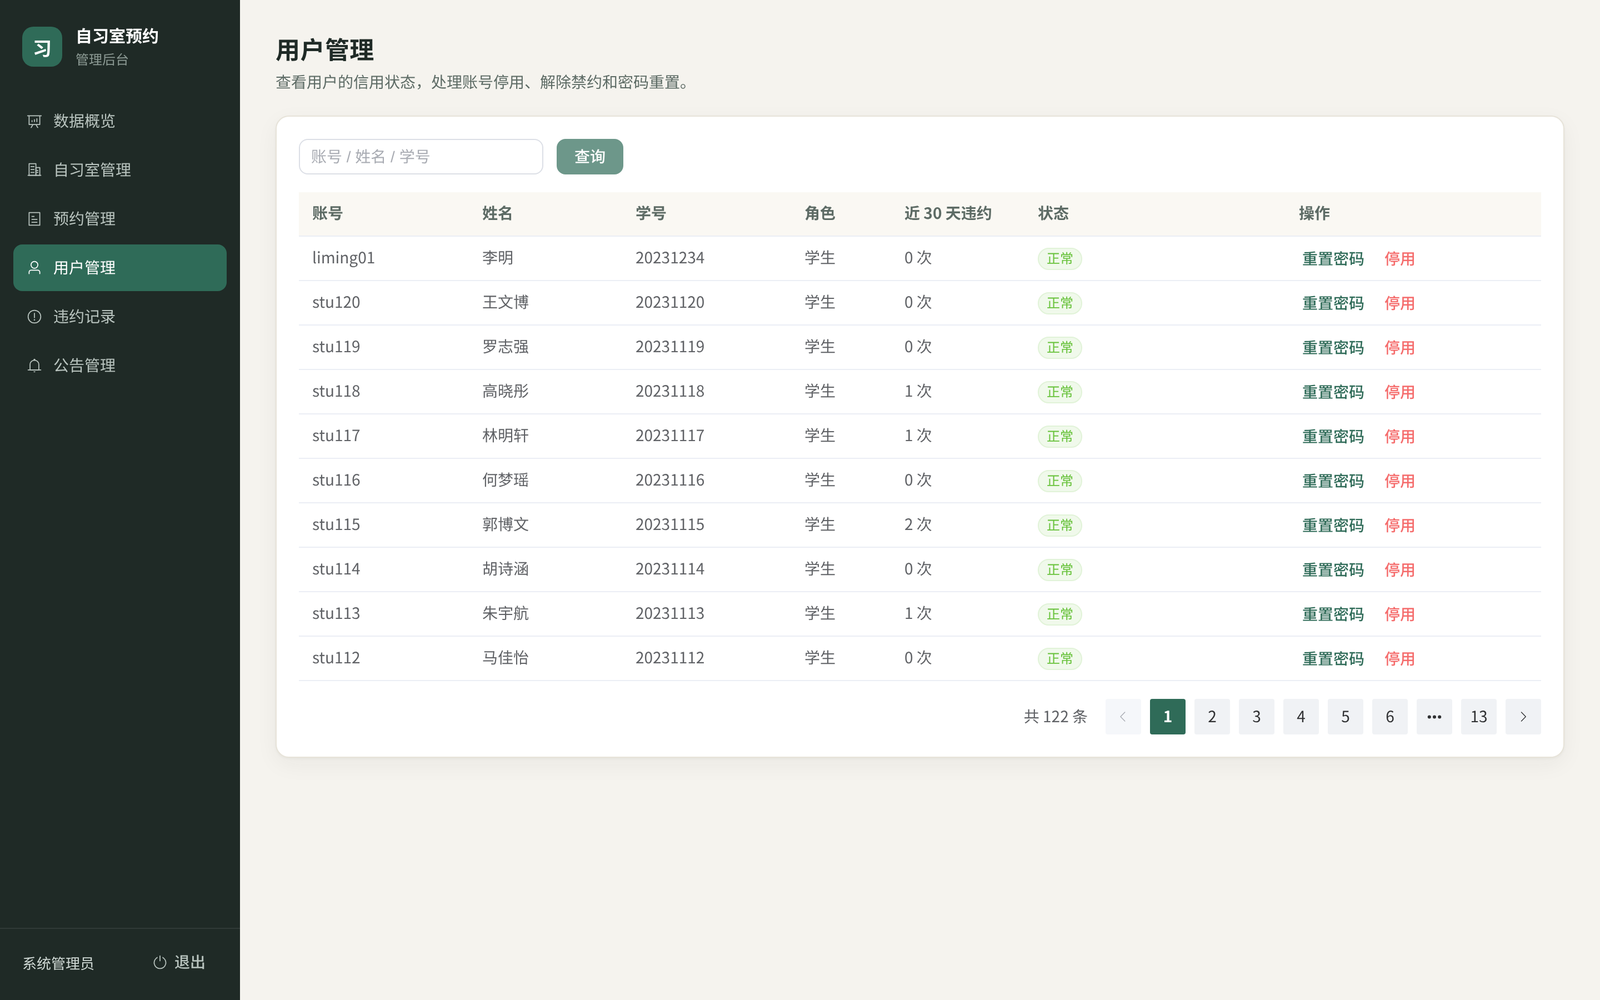 习
自习室预约
管理后台
数据概览
自习室管理
预约管理
用户管理
违约记录
公告管理
系统管理员
退出
用户管理
查看用户的信用状态，处理账号停用、解除禁约和密码重置。
账号 / 姓名 / 学号 查询
账号 姓名 学号 角色 近 30 天违约 状态 操作
liming01 李明 20231234 学生 0 次 正常 重置密码 停用
stu120 王文博 20231120 学生 0 次 正常 重置密码 停用
stu119 罗志强 20231119 学生 0 次 正常 重置密码 停用
stu118 高晓彤 20231118 学生 1 次 正常 重置密码 停用
stu117 林明轩 20231117 学生 1 次 正常 重置密码 停用
stu116 何梦瑶 20231116 学生 0 次 正常 重置密码 停用
stu115 郭博文 20231115 学生 2 次 正常 重置密码 停用
stu114 胡诗涵 20231114 学生 0 次 正常 重置密码 停用
stu113 朱宇航 20231113 学生 1 次 正常 重置密码 停用
stu112 马佳怡 20231112 学生 0 次 正常 重置密码 停用
共 122 条 1 2 3 4 5 6 ••• 13